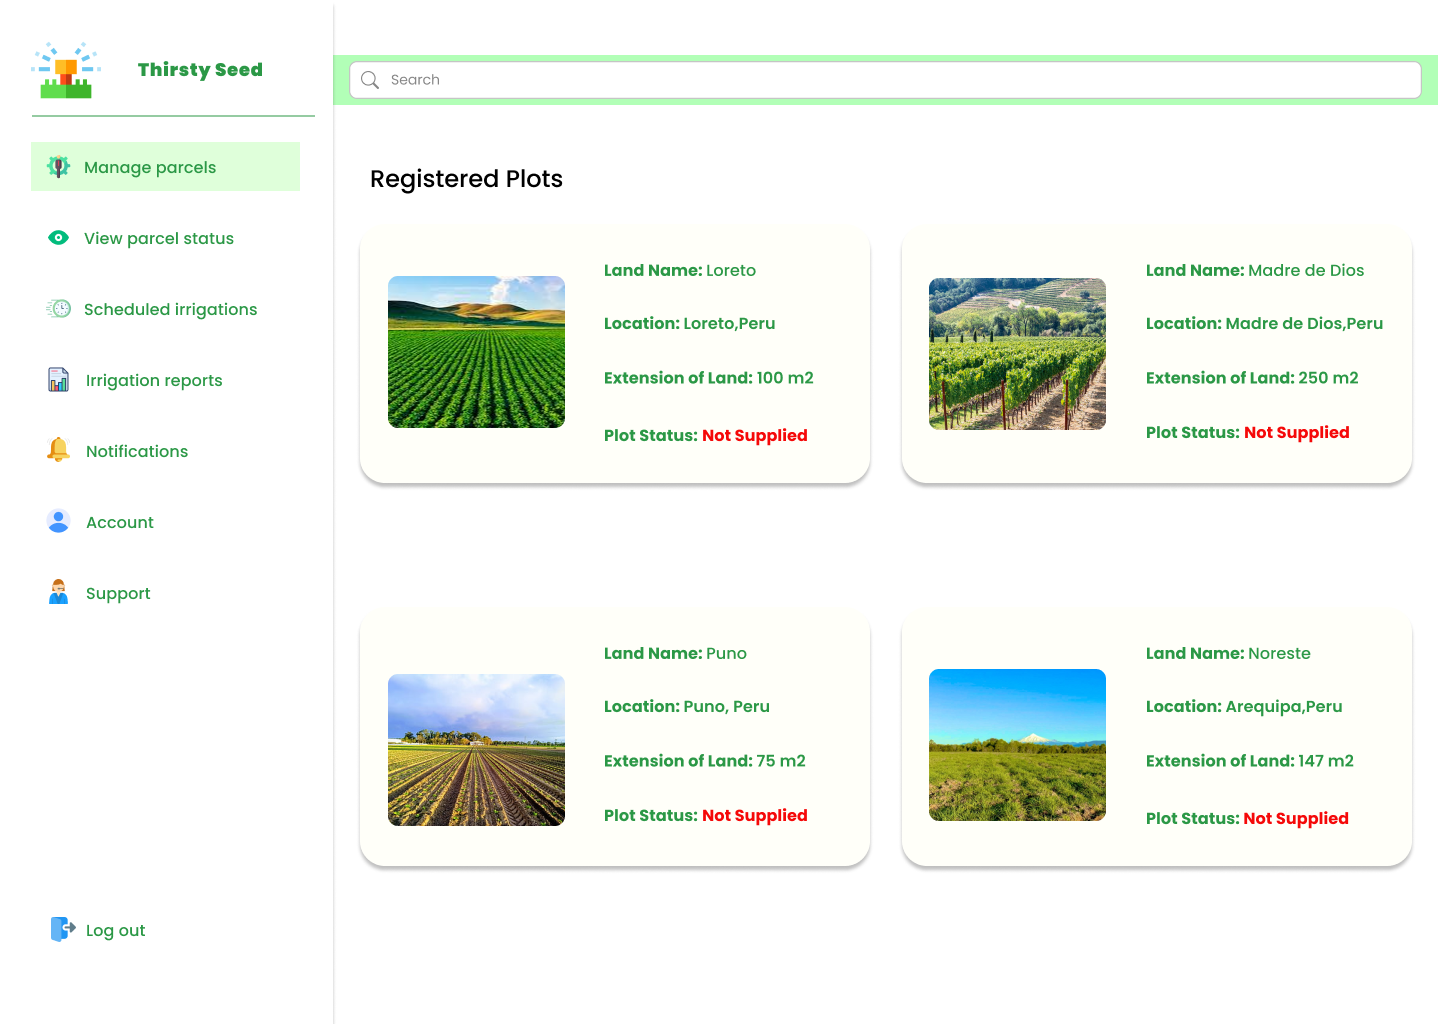 Thirsty Seed
Search
Manage parcels
View parcel status
Scheduled irrigations
Irrigation reports
Notifications
Account
Support
Log out
Registered Plots
Land Name: Loreto
Location: Loreto,Peru
Extension of Land: 100 m2
Plot Status: Not Supplied
Land Name: Madre de Dios
Location: Madre de Dios,Peru
Extension of Land: 250 m2
Plot Status: Not Supplied
Land Name: Puno
Location: Puno, Peru
Extension of Land: 75 m2
Plot Status: Not Supplied
Land Name: Noreste
Location: Arequipa,Peru
Extension of Land: 147 m2
Plot Status: Not Supplied